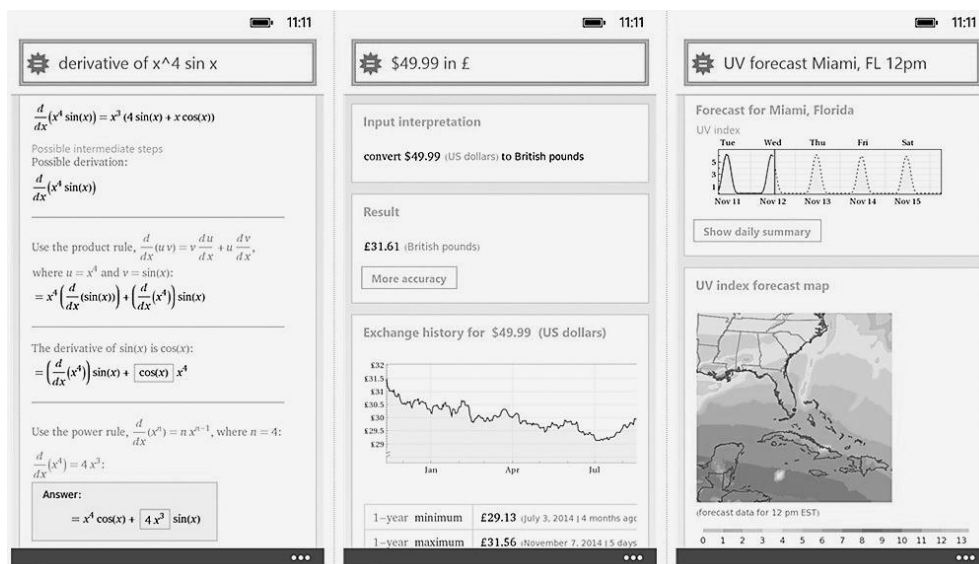 11:11
derivative of x^4 sin x
d/dx(x⁴ sin(x)) = x³ (4 sin(x) + x cos(x))
Possible intermediate steps
Possible derivation:
d/dx(x⁴ sin(x))
Use the product rule, d/dx(u v) = v du/dx + u dv/dx,
where u = x⁴ and v = sin(x):
= x⁴(d/dx(sin(x))) + (d/dx(x⁴)) sin(x)
The derivative of sin(x) is cos(x):
= (d/dx(x⁴)) sin(x) + cos(x) x⁴
Use the power rule, d/dx(xⁿ) = n xⁿ⁻¹, where n = 4:
d/dx(x⁴) = 4 x³:
Answer:
= x⁴ cos(x) + 4 x³ sin(x)
11:11
$49.99 in £
Input interpretation
convert $49.99 (US dollars) to British pounds
Result
£31.61 (British pounds)
More accuracy
Exchange history for $49.99 (US dollars)
£32
£31.5
£31
£30.5
£30
£29.5
£29
Jan Apr Jul
1-year minimum £29.13 (July 3, 2014 | 4 months agc
1-year maximum £31.56 (November 7, 2014 | 5 days
11:11
UV forecast Miami, FL 12pm
Forecast for Miami, Florida
UV index
Tue Wed Thu Fri Sat
5
3
1
Nov 11 Nov 12 Nov 13 Nov 14 Nov 15
Show daily summary
UV index forecast map
(forecast data for 12 pm EST)
0 1 2 3 4 5 6 7 8 9 10 11 12 13